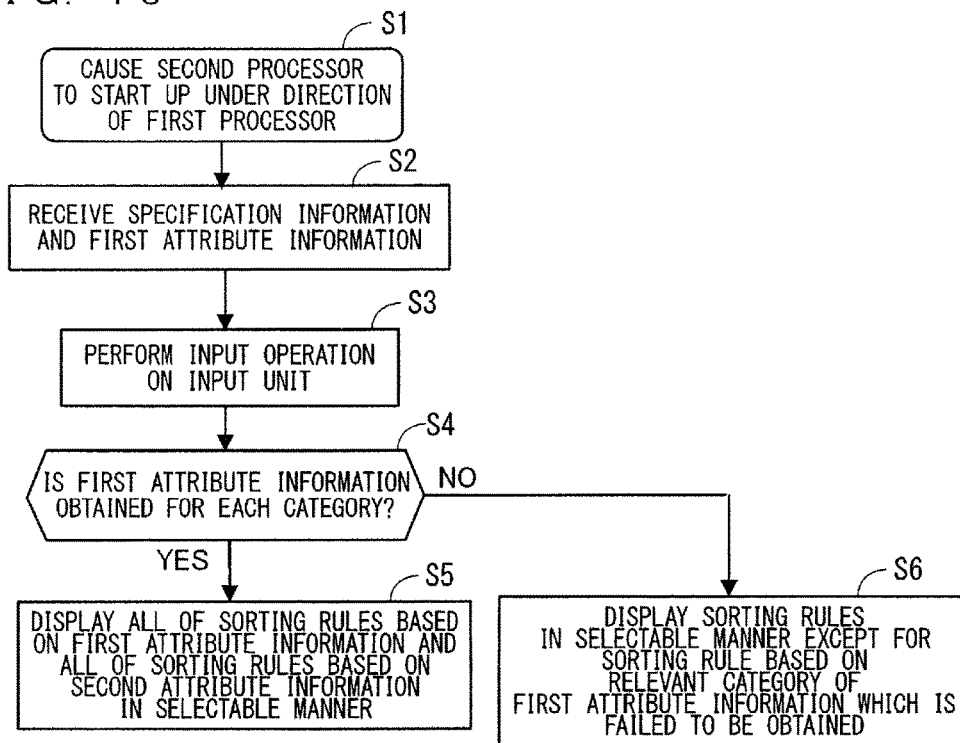 S1
CAUSE SECOND PROCESSOR
TO START UP UNDER DIRECTION
OF FIRST PROCESSOR
S2
RECEIVE SPECIFICATION INFORMATION
AND FIRST ATTRIBUTE INFORMATION
S3
PERFORM INPUT OPERATION
ON INPUT UNIT
S4
IS FIRST ATTRIBUTE INFORMATION
OBTAINED FOR EACH CATEGORY?
NO
YES
S5
DISPLAY ALL OF SORTING RULES BASED
ON FIRST ATTRIBUTE INFORMATION AND
ALL OF SORTING RULES BASED ON
SECOND ATTRIBUTE INFORMATION
IN SELECTABLE MANNER
S6
DISPLAY SORTING RULES
IN SELECTABLE MANNER EXCEPT FOR
SORTING RULE BASED ON
RELEVANT CATEGORY OF
FIRST ATTRIBUTE INFORMATION WHICH IS
FAILED TO BE OBTAINED